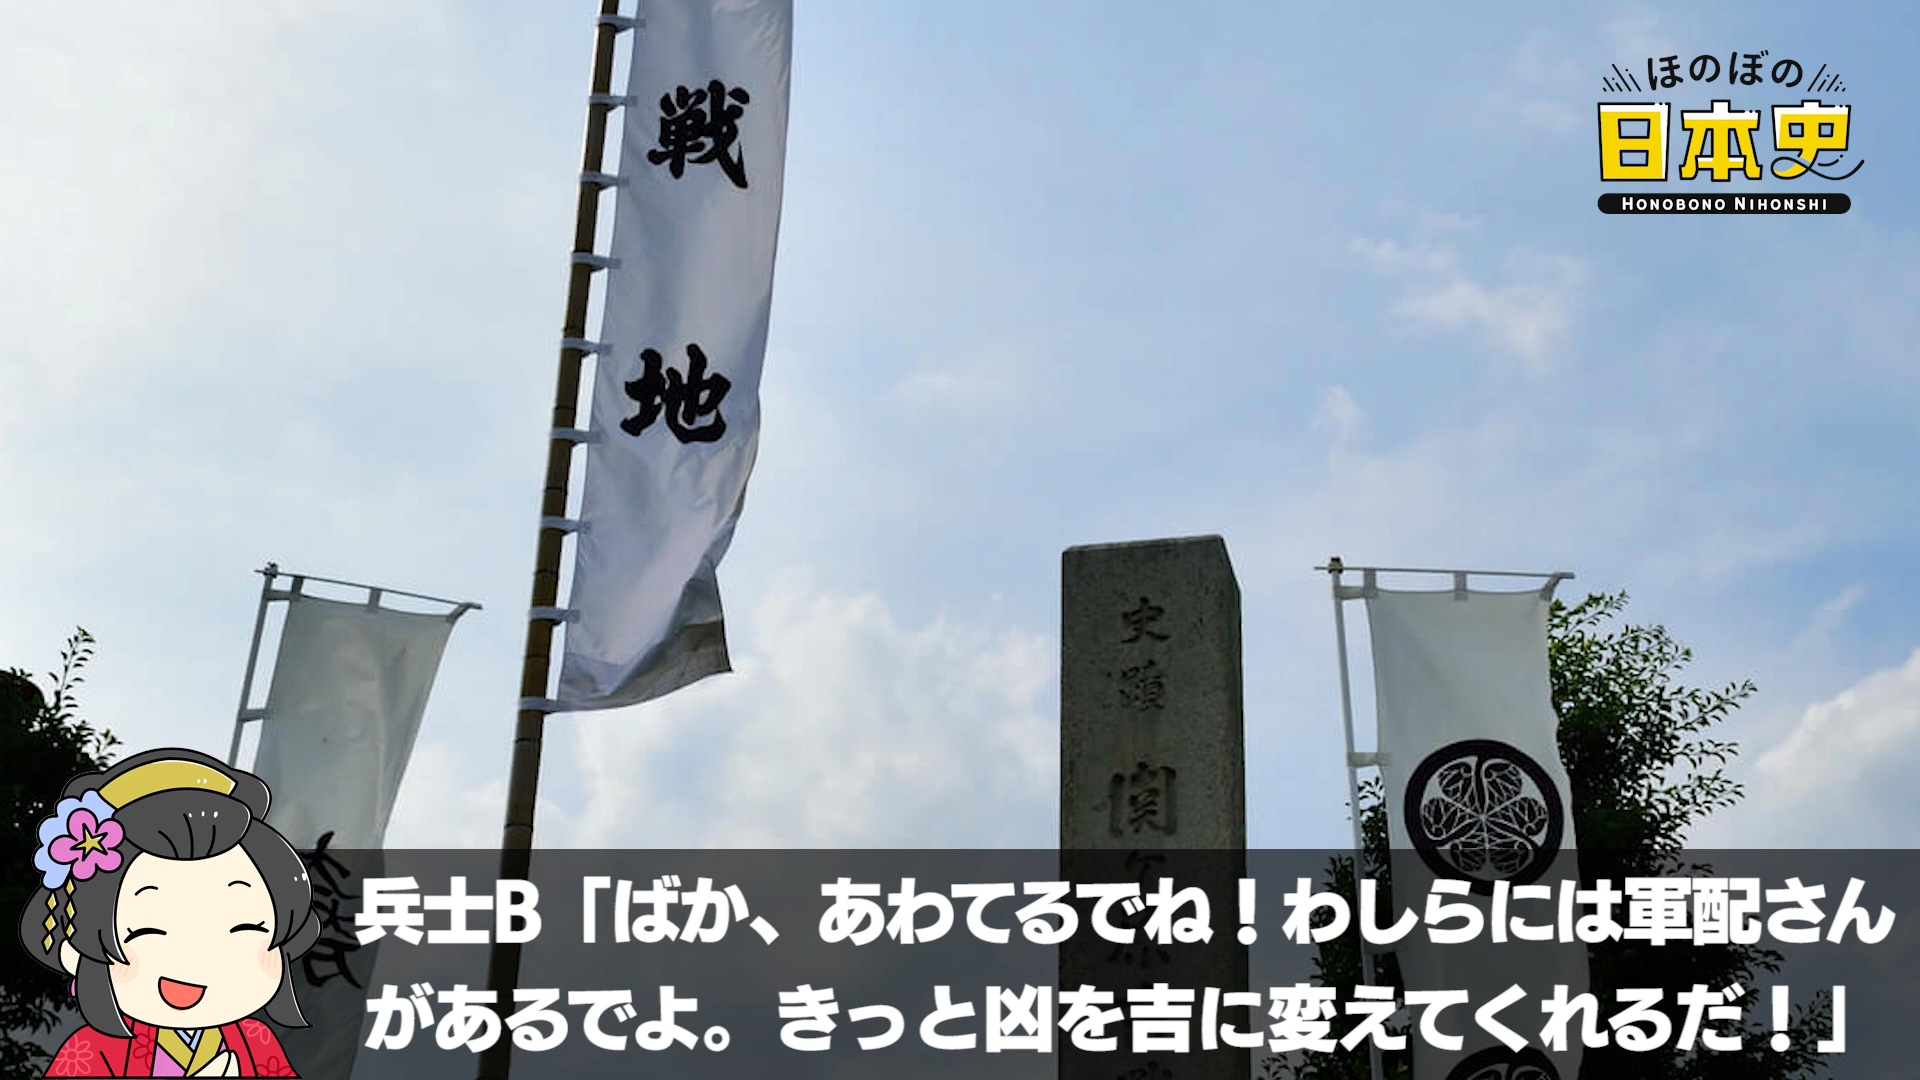 ほのぼの
日本史
HONOBONO NIHONSHI
戦
地
史
関
兵士B「ばか、あわてるでね！わしらには軍配さん
があるでよ。きっと凶を吉に変えてくれるだ！」